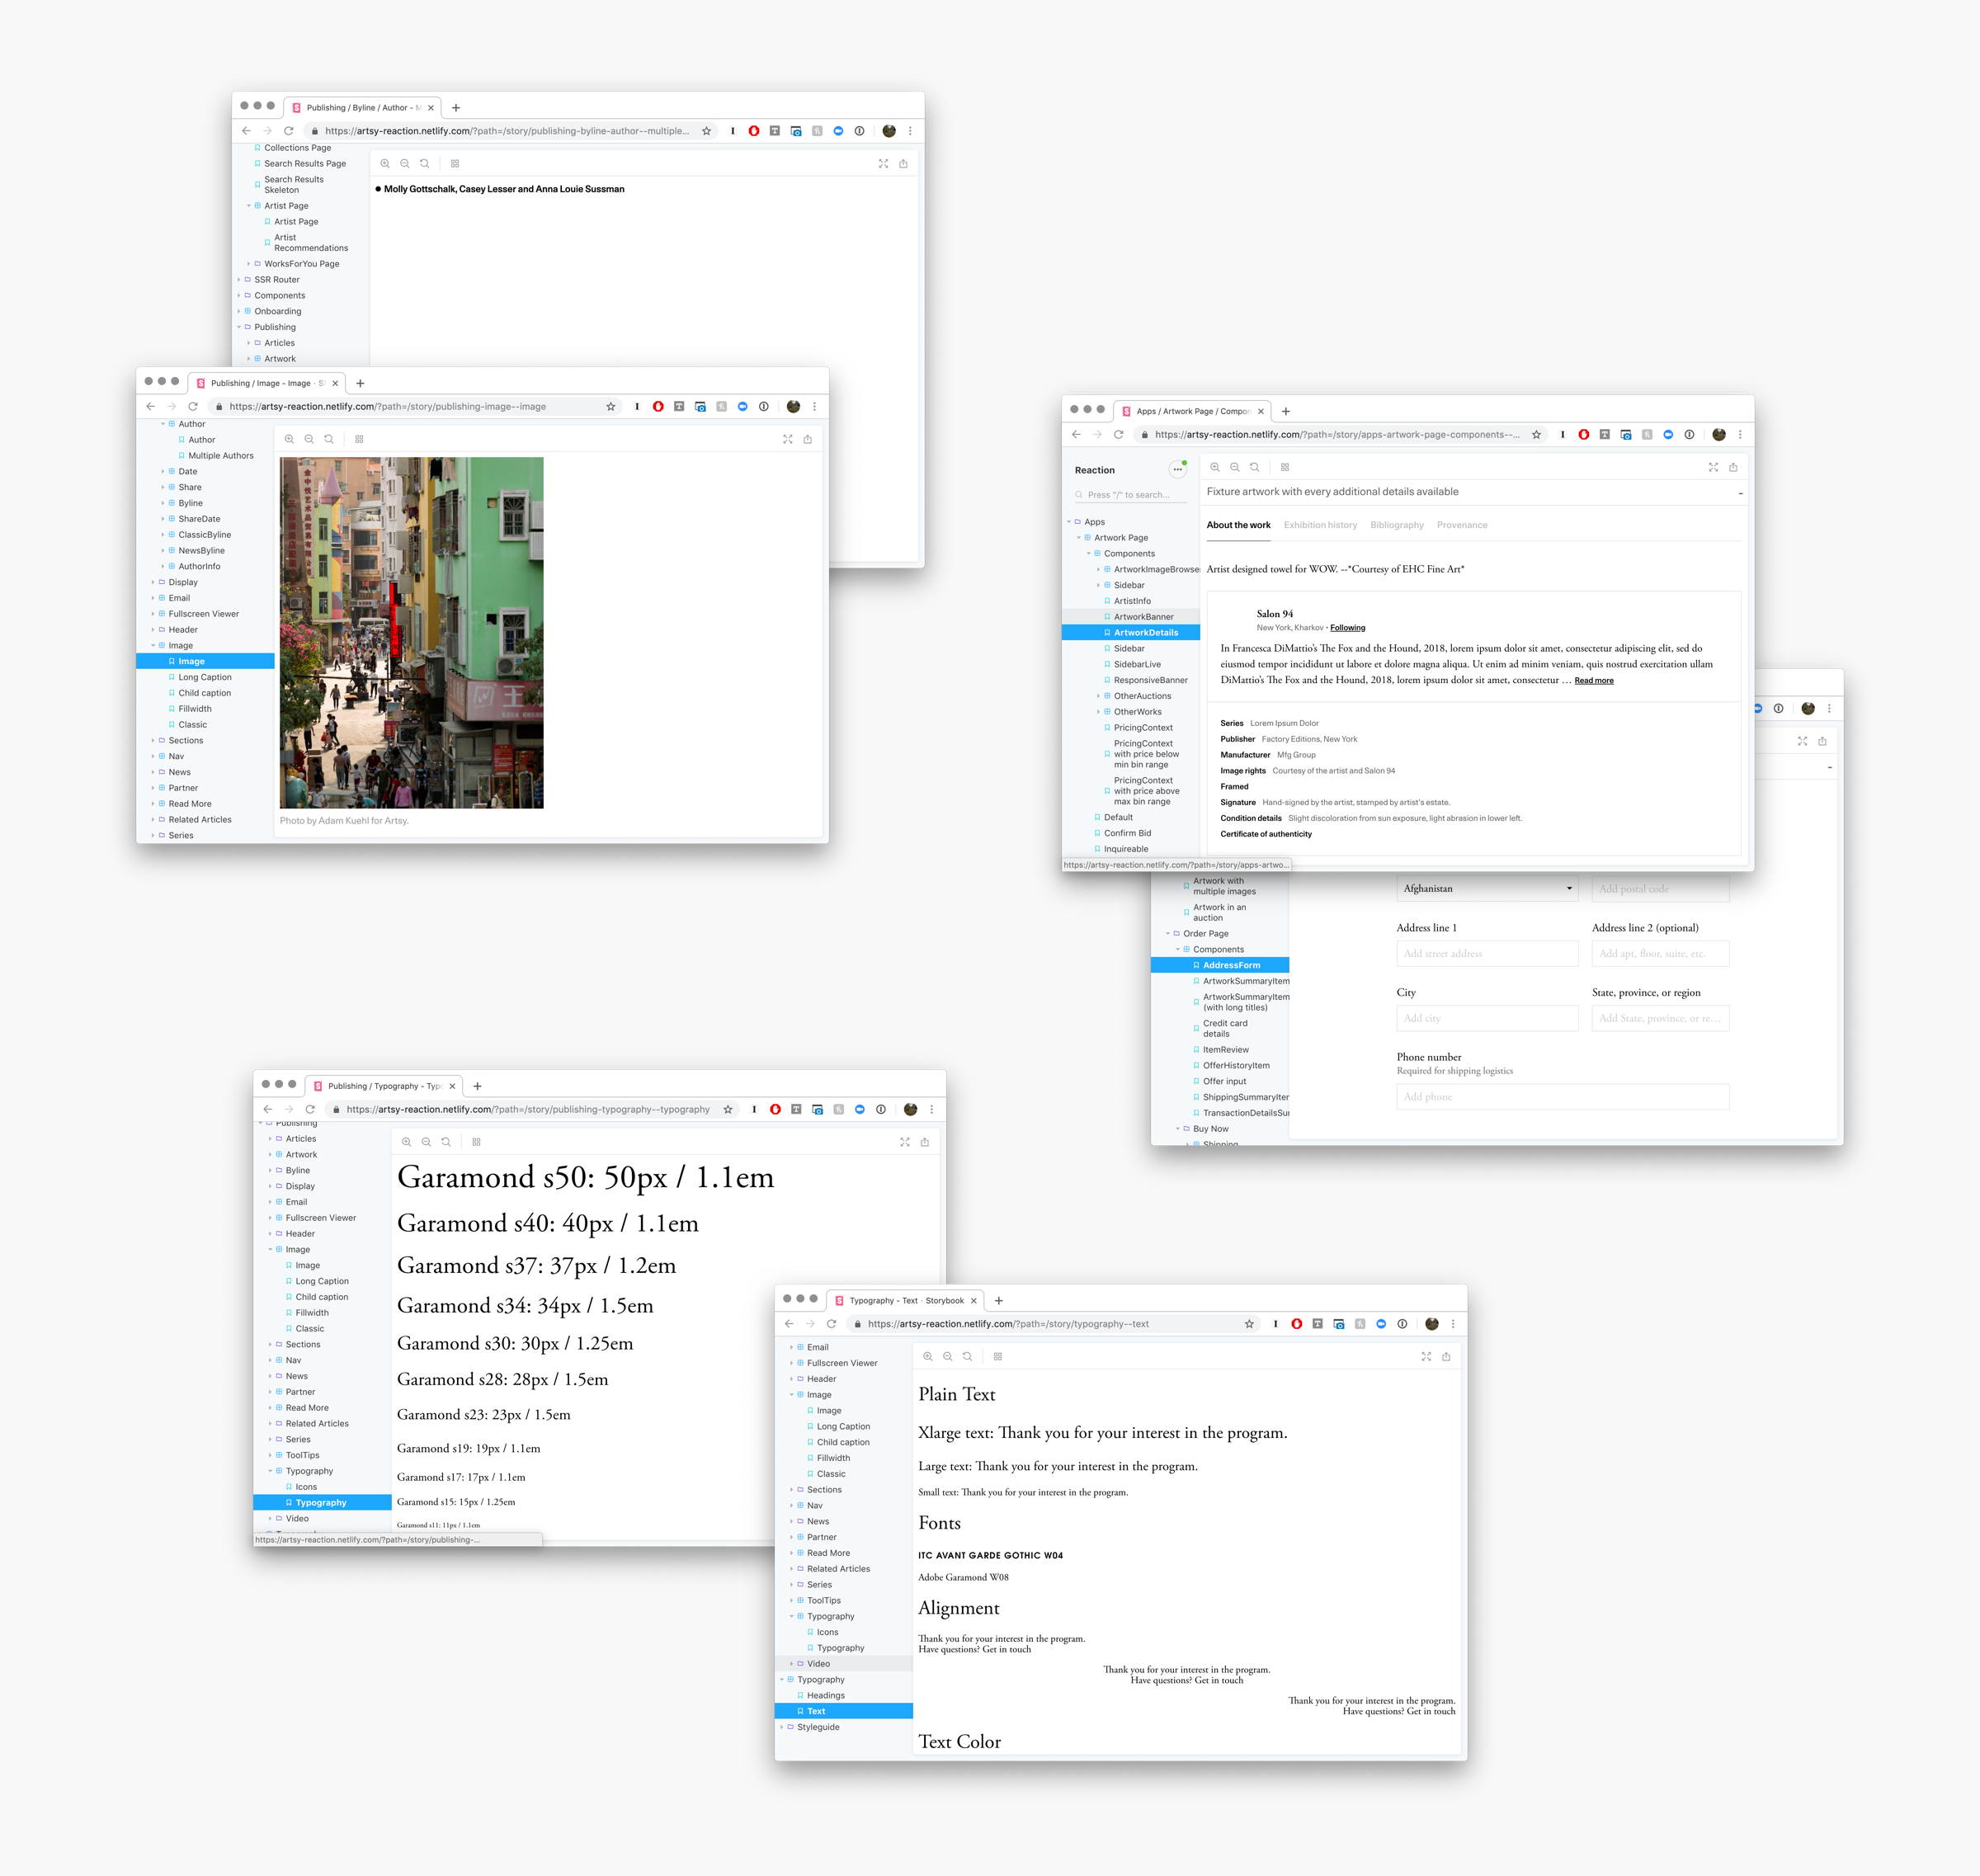 Publishing / Byline / Author - M
https://artsy-reaction.netlify.com/?path=/story/publishing-byline-author--multiple...
Collections Page
Search Results Page
Search Results
Skeleton
Artist Page
Artist Page
Artist
Recommendations
WorksForYou Page
SSR Router
Components
Onboarding
Publishing
Articles
Artwork
Molly Gottschalk, Casey Lesser and Anna Louie Sussman
Publishing / Image - Image · St
https://artsy-reaction.netlify.com/?path=/story/publishing-image--image
Author
Author
Multiple Authors
Date
Share
Byline
ShareDate
ClassicByline
NewsByline
AuthorInfo
Display
Email
Fullscreen Viewer
Header
Image
Image
Long Caption
Child caption
Fillwidth
Classic
Sections
Nav
News
Partner
Read More
Related Articles
Series
Photo by Adam Kuehl for Artsy.
Apps / Artwork Page / Compon
https://artsy-reaction.netlify.com/?path=/story/apps-artwork-page-components--...
Reaction
Press "/" to search...
Apps
Artwork Page
Components
ArtworkImageBrowser
Sidebar
ArtistInfo
ArtworkBanner
ArtworkDetails
Sidebar
SidebarLive
ResponsiveBanner
OtherAuctions
OtherWorks
PricingContext
PricingContext
with price below
min bin range
PricingContext
with price above
max bin range
Default
Confirm Bid
Inquireable
https://artsy-reaction.netlify.com/?path=/story/apps-artwo...
Fixture artwork with every additional details available -
About the work Exhibition history Bibliography Provenance
Artist designed towel for WOW. --*Courtesy of EHC Fine Art*
Salon 94
New York, Kharkov • Following
In Francesca DiMattio's The Fox and the Hound, 2018, lorem ipsum dolor sit amet, consectetur adipiscing elit, sed do
eiusmod tempor incididunt ut labore et dolore magna aliqua. Ut enim ad minim veniam, quis nostrud exercitation ullam
DiMattio's The Fox and the Hound, 2018, lorem ipsum dolor sit amet, consectetur … Read more
Series Lorem Ipsum Dolor
Publisher Factory Editions, New York
Manufacturer Mfg Group
Image rights Courtesy of the artist and Salon 94
Framed
Signature Hand-signed by the artist, stamped by artist's estate.
Condition details Slight discoloration from sun exposure, light abrasion in lower left.
Certificate of authenticity
-
Artwork with
multiple images
Artwork in an
auction
Order Page
Components
AddressForm
ArtworkSummaryItem
ArtworkSummaryItem
(with long titles)
Credit card
details
ItemReview
OfferHistoryItem
Offer input
ShippingSummaryIter
TransactionDetailsSur
Buy Now
Shipping
Afghanistan Add postal code
Address line 1 Address line 2 (optional)
Add street address Add apt, floor, suite, etc.
City State, province, or region
Add city Add State, province, or re...
Phone number
Required for shipping logistics
Add phone
Publishing / Typography - Typo
https://artsy-reaction.netlify.com/?path=/story/publishing-typography--typography
Publishing
Articles
Artwork
Byline
Display
Email
Fullscreen Viewer
Header
Image
Image
Long Caption
Child caption
Fillwidth
Classic
Sections
Nav
News
Partner
Read More
Related Articles
Series
ToolTips
Typography
Icons
Typography
Video
https://artsy-reaction.netlify.com/?path=/story/publishing-...
Garamond s50: 50px / 1.1em
Garamond s40: 40px / 1.1em
Garamond s37: 37px / 1.2em
Garamond s34: 34px / 1.5em
Garamond s30: 30px / 1.25em
Garamond s28: 28px / 1.5em
Garamond s23: 23px / 1.5em
Garamond s19: 19px / 1.1em
Garamond s17: 17px / 1.1em
Garamond s15: 15px / 1.25em
Garamond s11: 11px / 1.1em
Typography - Text · Storybook
https://artsy-reaction.netlify.com/?path=/story/typography--text
Email
Fullscreen Viewer
Header
Image
Image
Long Caption
Child caption
Fillwidth
Classic
Sections
Nav
News
Partner
Read More
Related Articles
Series
ToolTips
Typography
Icons
Typography
Video
Typography
Headings
Text
Styleguide
Plain Text
Xlarge text: Thank you for your interest in the program.
Large text: Thank you for your interest in the program.
Small text: Thank you for your interest in the program.
Fonts
ITC AVANT GARDE GOTHIC W04
Adobe Garamond W08
Alignment
Thank you for your interest in the program.
Have questions? Get in touch
Thank you for your interest in the program.
Have questions? Get in touch
Thank you for your interest in the program.
Have questions? Get in touch
Text Color